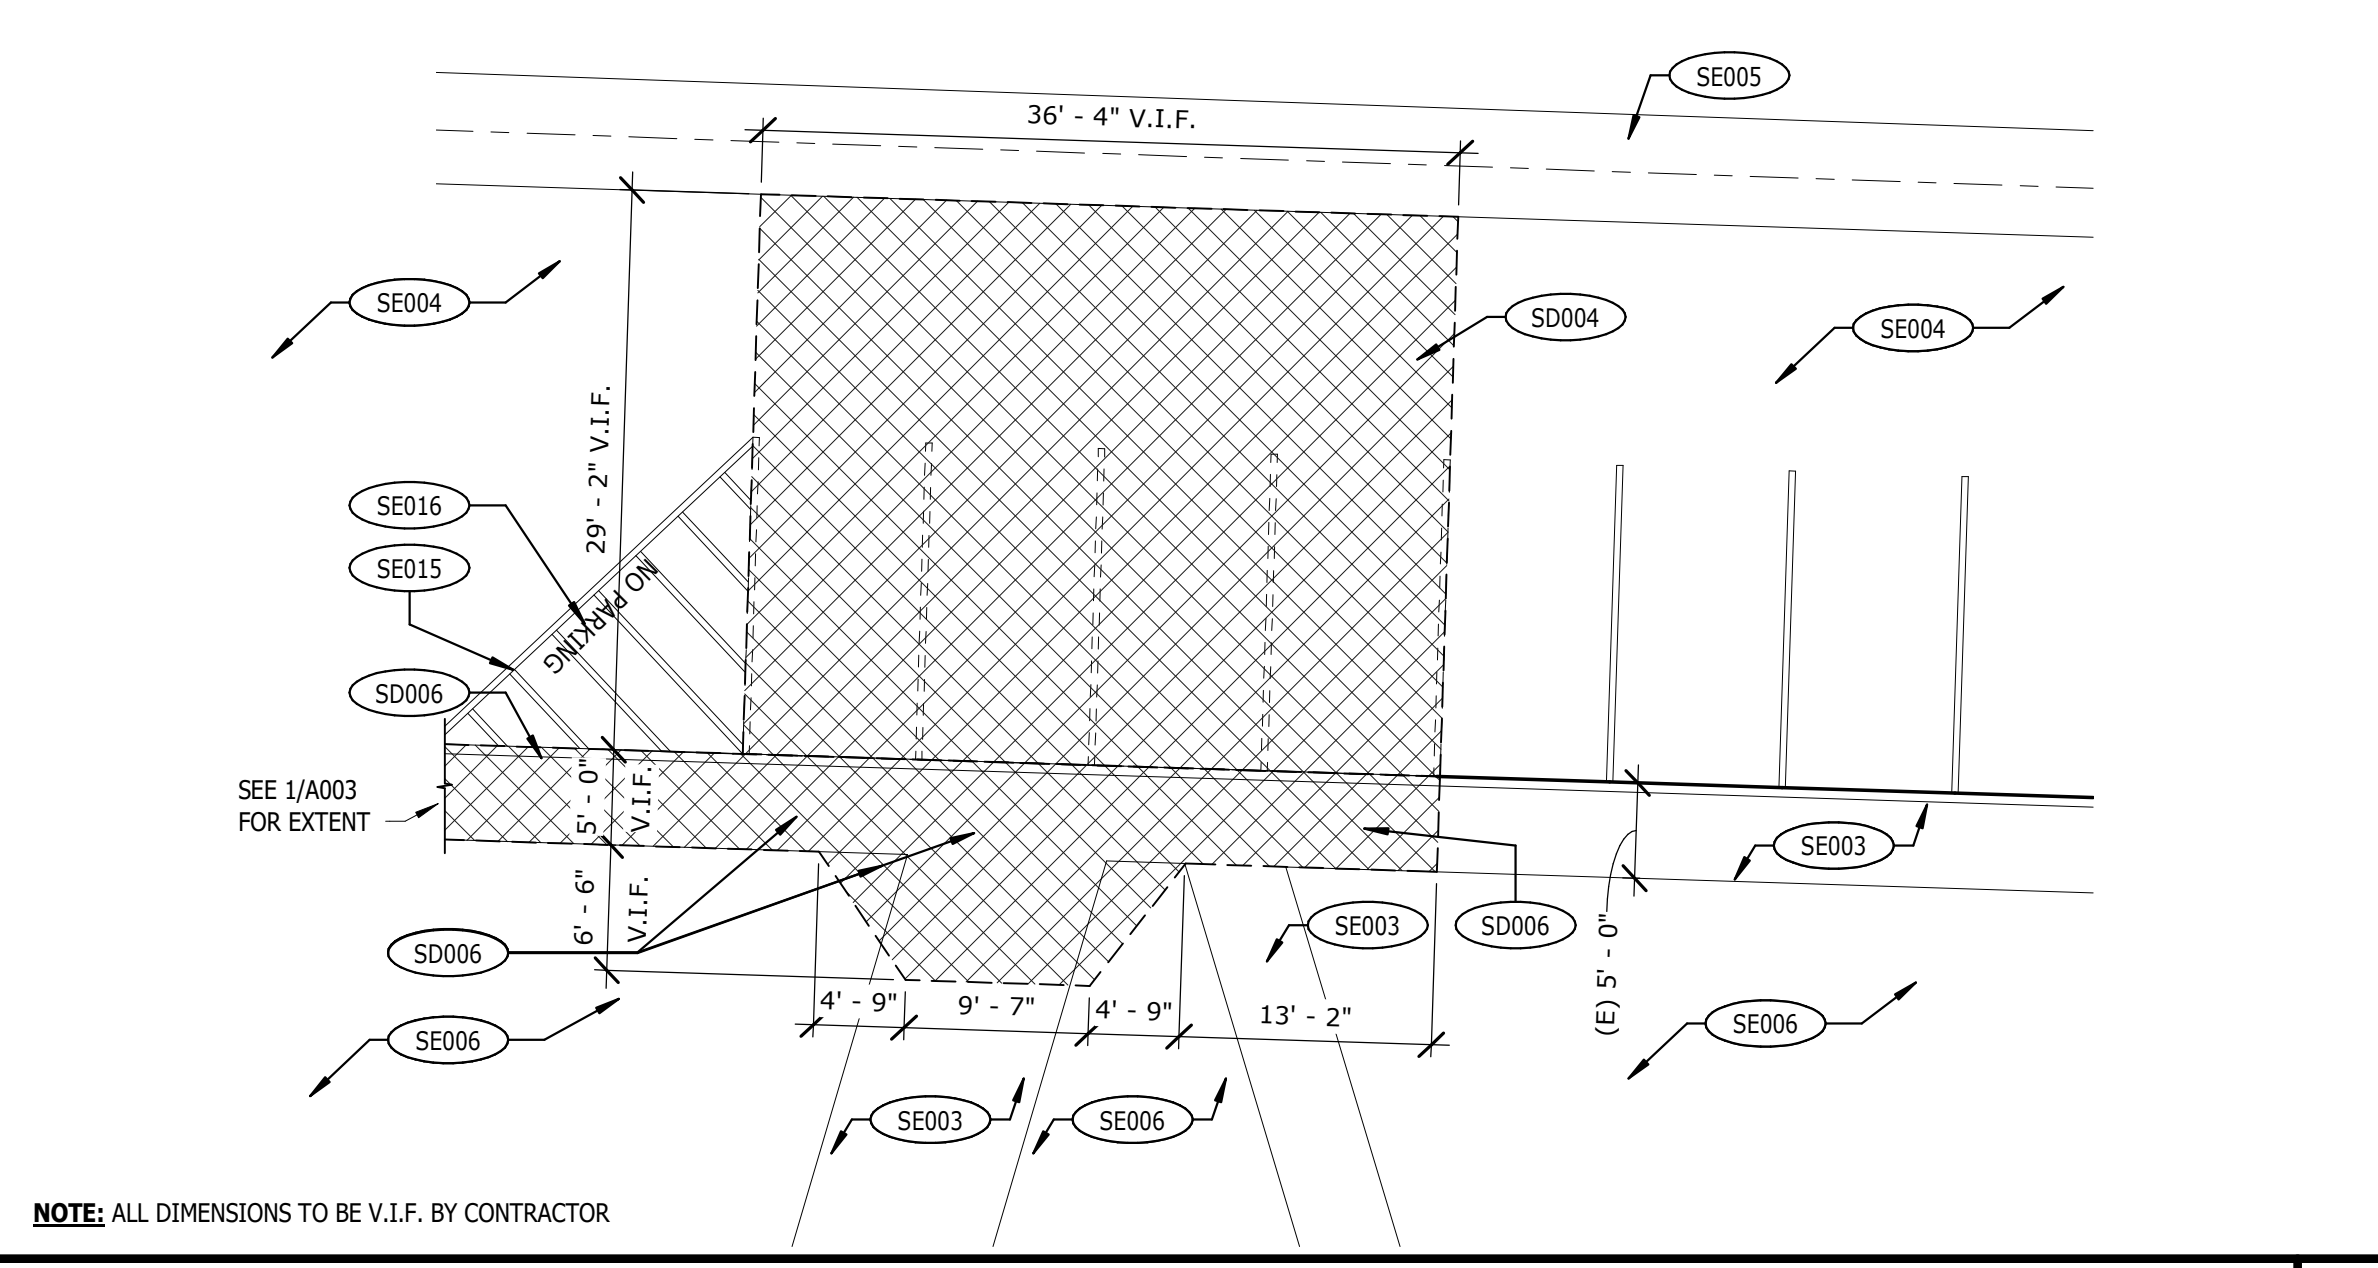 SE005
36' - 4" V.I.F.
SE004
SD004
SE004
29' - 2" V.I.F.
SE016
SE015
NO PARKING
SD006
SEE 1/A003
FOR EXTENT
5' - 0"
V.I.F.
SE003
6' - 6"
V.I.F.
SD006
SE003
SD006
(E) 5' - 0"
4' - 9"
9' - 7"
4' - 9"
13' - 2"
SE006
SE006
SE003
SE006
NOTE: ALL DIMENSIONS TO BE V.I.F. BY CONTRACTOR